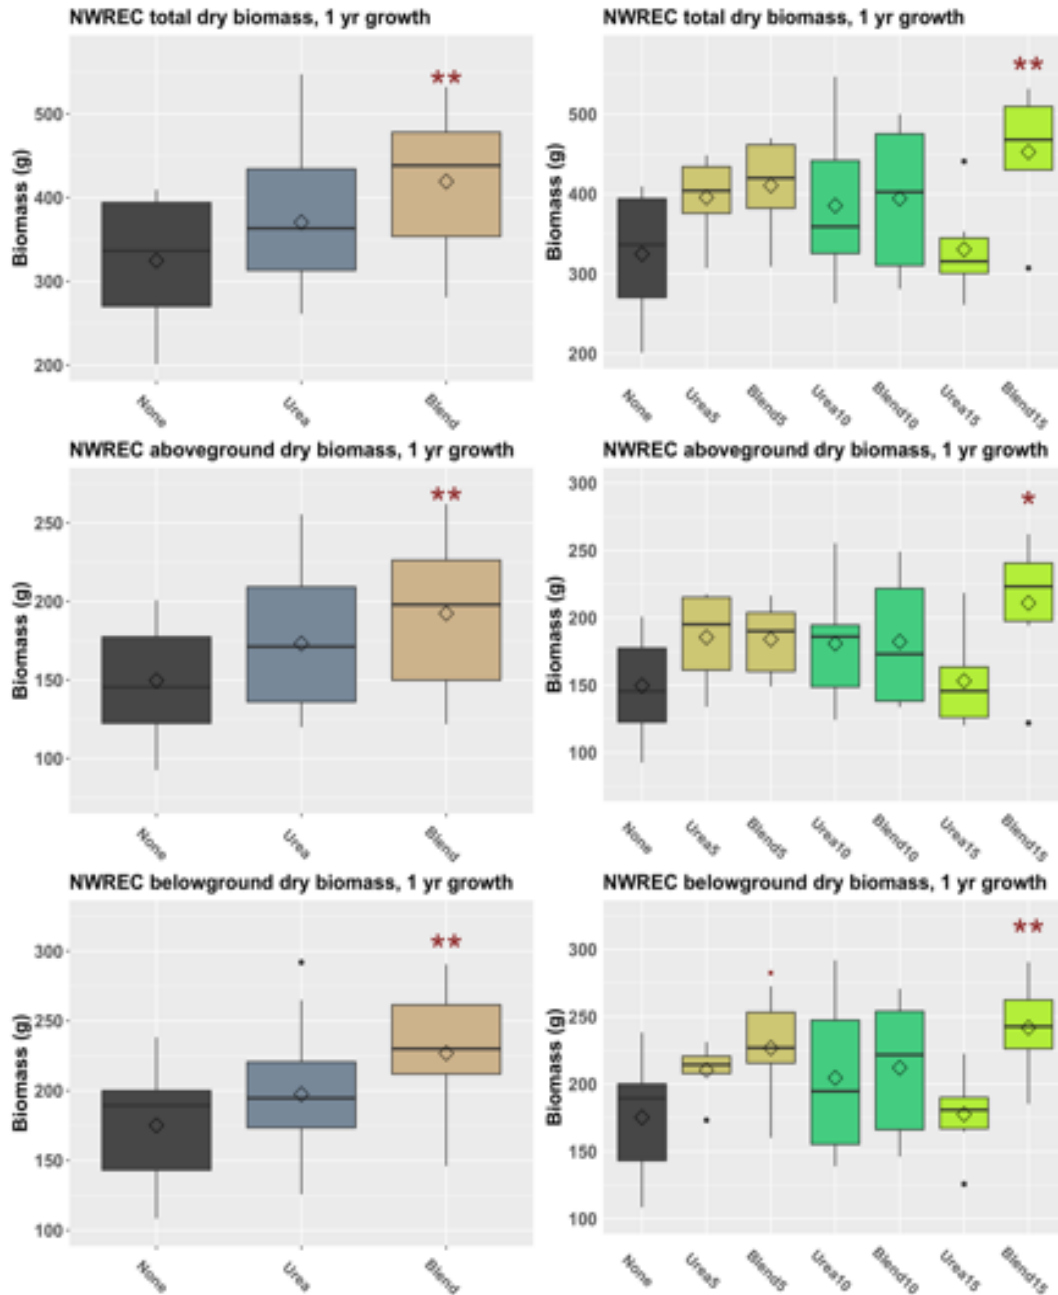 NWREC total dry biomass, 1 yr growth
Biomass (g)
500
400
300
200
**
None
Urea
Blend
NWREC total dry biomass, 1 yr growth
Biomass (g)
500
400
300
200
**
None
Urea5
Blend5
Urea10
Blend10
Urea15
Blend15
NWREC aboveground dry biomass, 1 yr growth
Biomass (g)
250
200
150
100
**
None
Urea
Blend
NWREC aboveground dry biomass, 1 yr growth
Biomass (g)
300
250
200
150
100
*
None
Urea5
Blend5
Urea10
Blend10
Urea15
Blend15
NWREC belowground dry biomass, 1 yr growth
Biomass (g)
300
250
200
150
100
**
None
Urea
Blend
NWREC belowground dry biomass, 1 yr growth
Biomass (g)
300
250
200
150
100
.
**
None
Urea5
Blend5
Urea10
Blend10
Urea15
Blend15